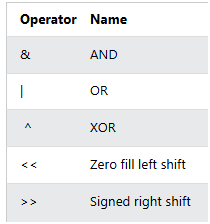 Operator Name
& AND
| OR
^ XOR
<< Zero fill left shift
>> Signed right shift